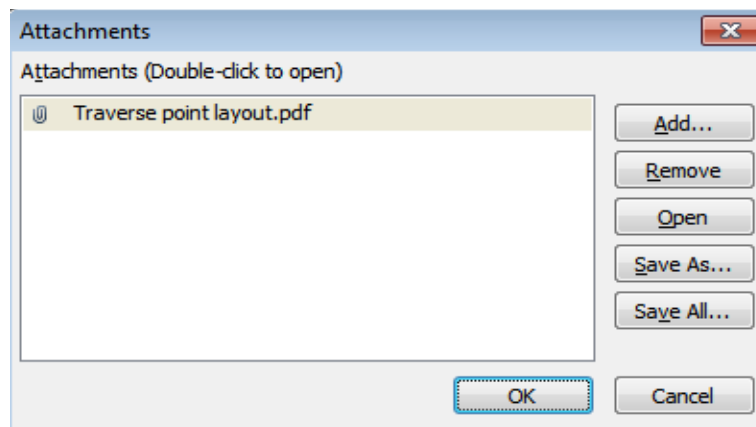 Attachments
Attachments (Double-click to open)
Traverse point layout.pdf
Add...
Remove
Open
Save As...
Save All...
OK
Cancel